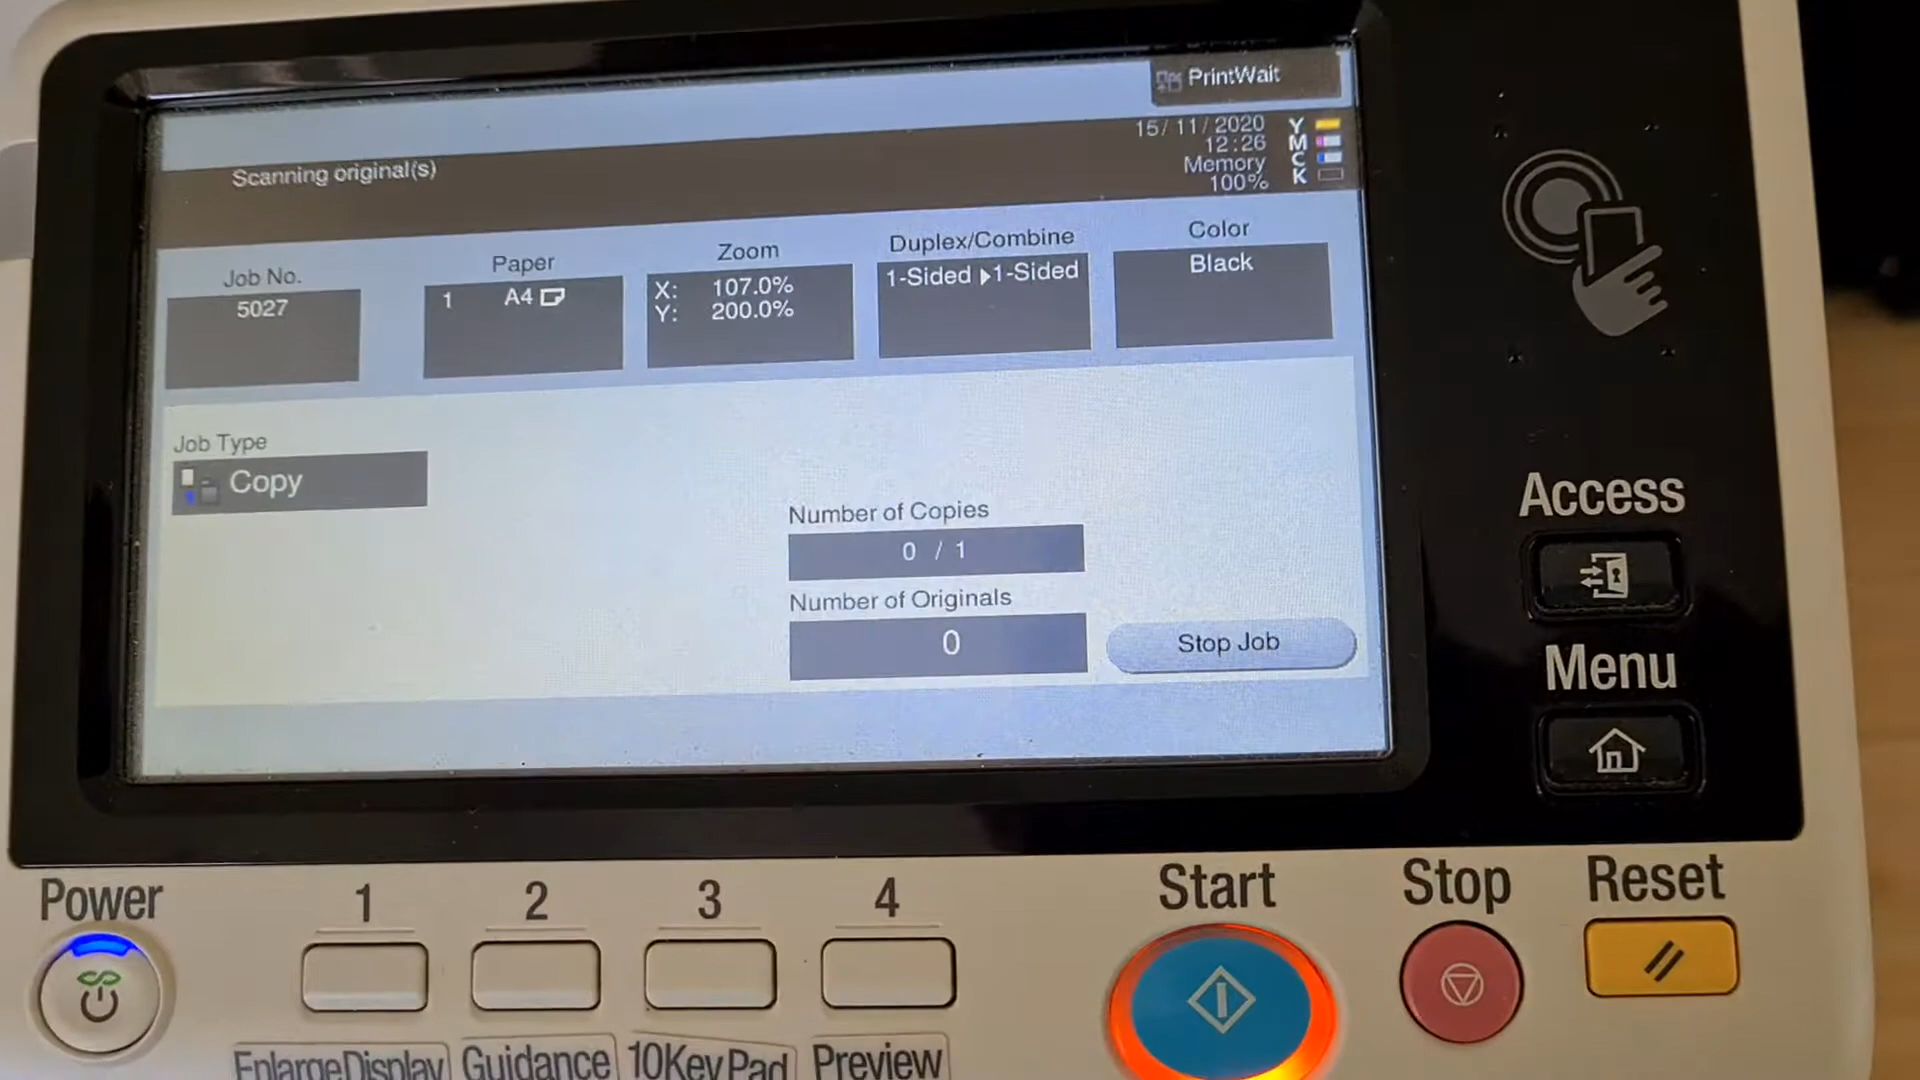 PrintWait
15/11/2020
12:26
Memory
100%
Y
M
C
K
Scanning original(s)
Job No.
5027
Paper
1 A4
Zoom
X: 107.0%
Y: 200.0%
Duplex/Combine
1-Sided ▶1-Sided
Color
Black
Job Type
Copy
Number of Copies
0 / 1
Number of Originals
0
Stop Job
Access
Menu
Power
1
2
3
4
Start
Stop
Reset
EnlargeDisplay
Guidance
10KeyPad
Preview